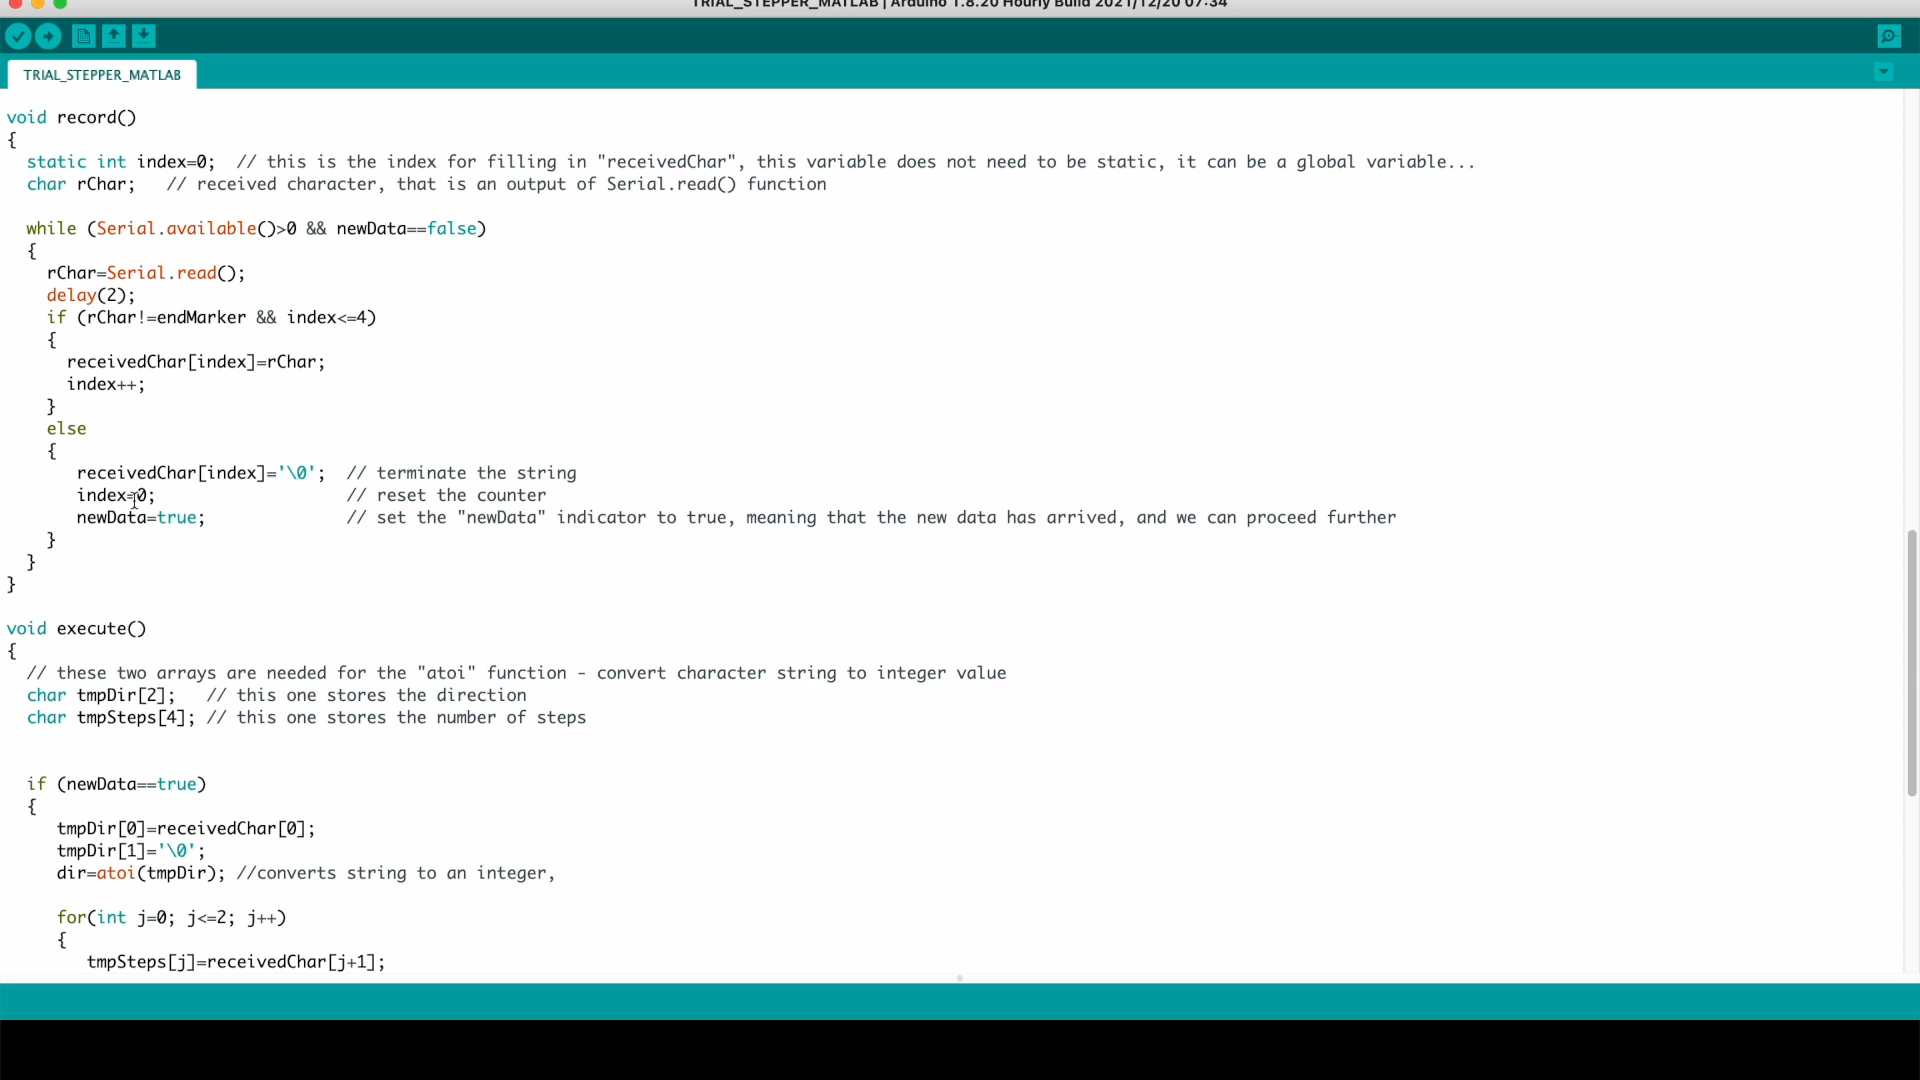 TRIAL_STEPPER_MATLAB | Arduino 1.8.20 Hourly Build 2021/12/20 07:34
TRIAL_STEPPER_MATLAB
void record()
{
static int index=0; // this is the index for filling in "receivedChar", this variable does not need to be static, it can be a global variable...
char rChar; // received character, that is an output of Serial.read() function
while (Serial.available()>0 && newData==false)
{
rChar=Serial.read();
delay(2);
if (rChar!=endMarker && index<=4)
{
receivedChar[index]=rChar;
index++;
}
else
{
receivedChar[index]='\0'; // terminate the string
index=0; // reset the counter
newData=true; // set the "newData" indicator to true, meaning that the new data has arrived, and we can proceed further
}
}
}
void execute()
{
// these two arrays are needed for the "atoi" function - convert character string to integer value
char tmpDir[2]; // this one stores the direction
char tmpSteps[4]; // this one stores the number of steps
if (newData==true)
{
tmpDir[0]=receivedChar[0];
tmpDir[1]='\0';
dir=atoi(tmpDir); //converts string to an integer,
for(int j=0; j<=2; j++)
{
tmpSteps[j]=receivedChar[j+1];